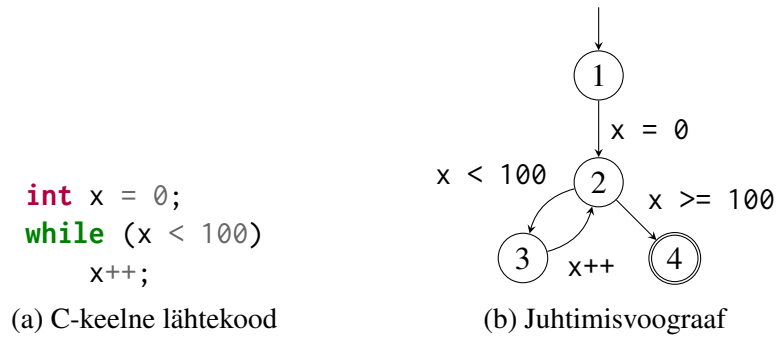 int x = 0;
while (x < 100)
    x++;
(a) C-keelne lähtekood
1
x = 0
x < 100
2
x >= 100
3
x++
4
(b) Juhtimisvoograaf